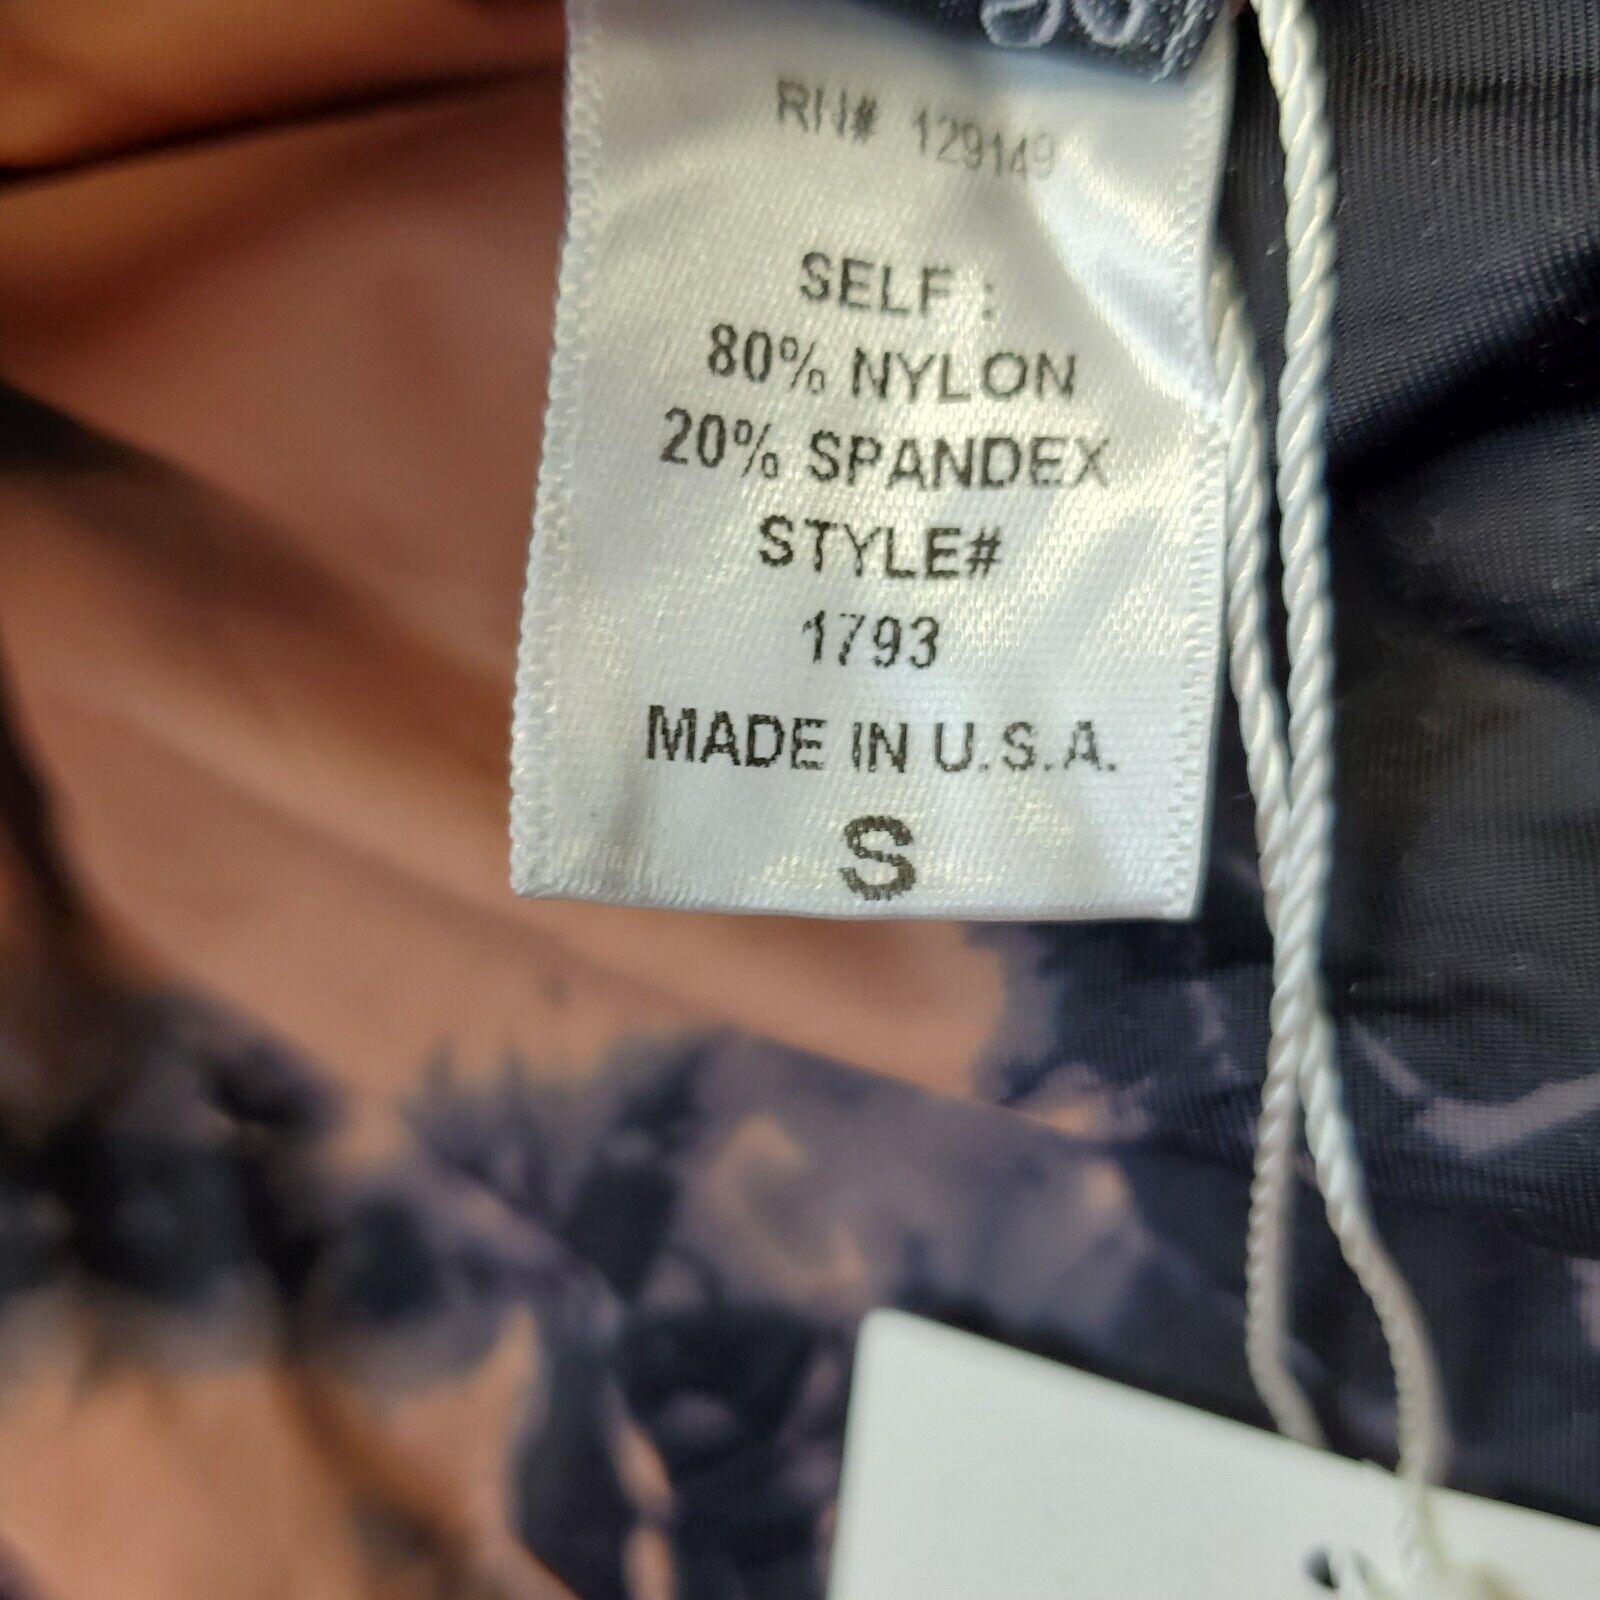 RN# 129149
SELF :
80% NYLON
20% SPANDEX
STYLE#
1793
MADE IN U.S.A.
S